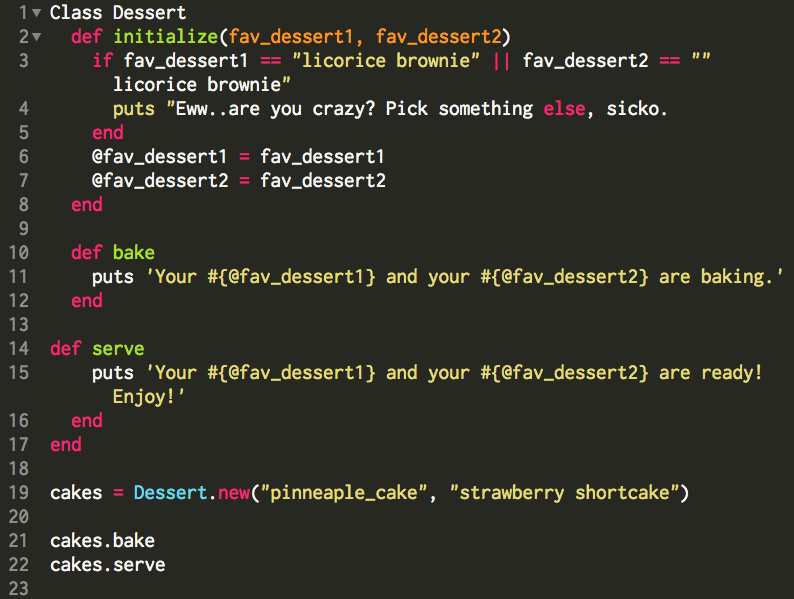 1 Class Dessert
2 def initialize(fav_dessert1, fav_dessert2)
3 if fav_dessert1 == "licorice brownie" || fav_dessert2 == ""
licorice brownie"
4 puts "Eww..are you crazy? Pick something else, sicko.
5 end
6 @fav_dessert1 = fav_dessert1
7 @fav_dessert2 = fav_dessert2
8 end
9
10 def bake
11 puts 'Your #{@fav_dessert1} and your #{@fav_dessert2} are baking.'
12 end
13
14 def serve
15 puts 'Your #{@fav_dessert1} and your #{@fav_dessert2} are ready!
Enjoy!'
16 end
17 end
18
19 cakes = Dessert.new("pinneaple_cake", "strawberry shortcake")
20
21 cakes.bake
22 cakes.serve
23